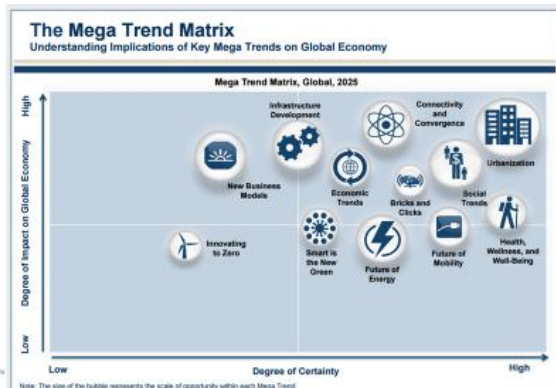 The Mega Trend Matrix
Understanding Implications of Key Mega Trends on Global Economy
Mega Trend Matrix, Global, 2025
High
Degree of Impact on Global Economy
Low
Infrastructure
Development
Connectivity
and
Convergence
Urbanization
New Business
Models
Economic
Trends
Bricks and
Clicks
Social
Trends
Innovating
to Zero
Smart is
the New
Green
Future of
Energy
Future of
Mobility
Health,
Wellness, and
Well-Being
Low
Degree of Certainty
High
Note: The size of the bubble represents the scale of opportunity within each Mega Trend.